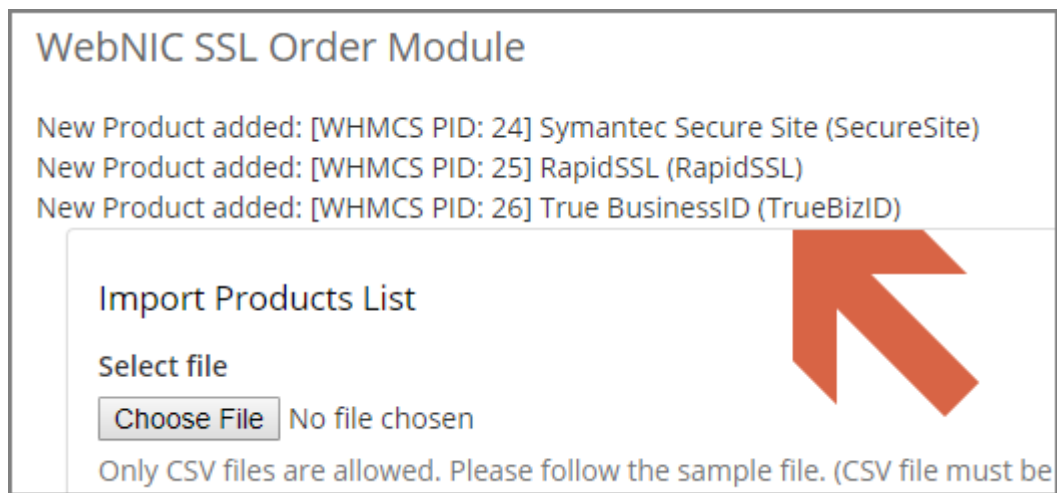 WebNIC SSL Order Module
New Product added: [WHMCS PID: 24] Symantec Secure Site (SecureSite)
New Product added: [WHMCS PID: 25] RapidSSL (RapidSSL)
New Product added: [WHMCS PID: 26] True BusinessID (TrueBizID)
Import Products List
Select file
Choose File No file chosen
Only CSV files are allowed. Please follow the sample file. (CSV file must be